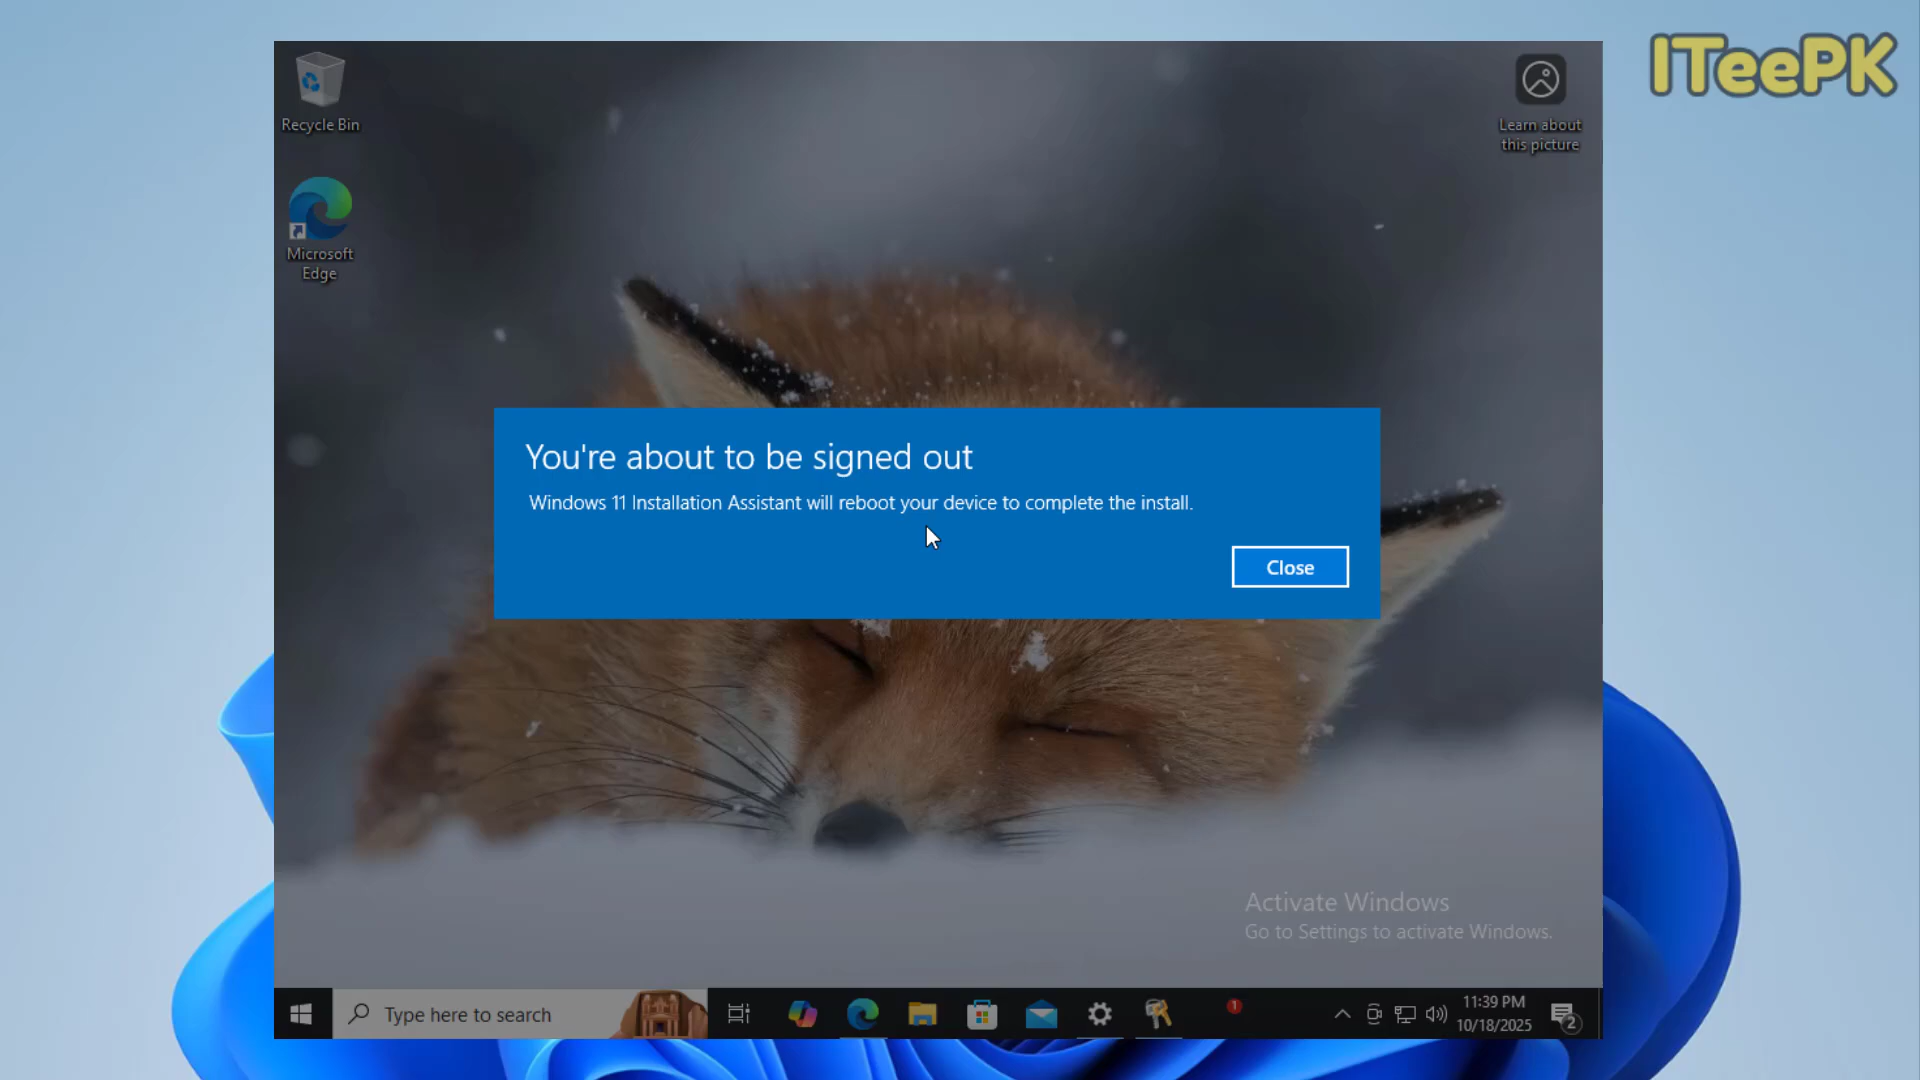 ITeePK
Recycle Bin
Learn about
this picture
Microsoft
Edge
You're about to be signed out
Windows 11 Installation Assistant will reboot your device to complete the install.
Close
Activate Windows
Go to Settings to activate Windows.
Type here to search
1
11:39 PM
10/18/2025
2